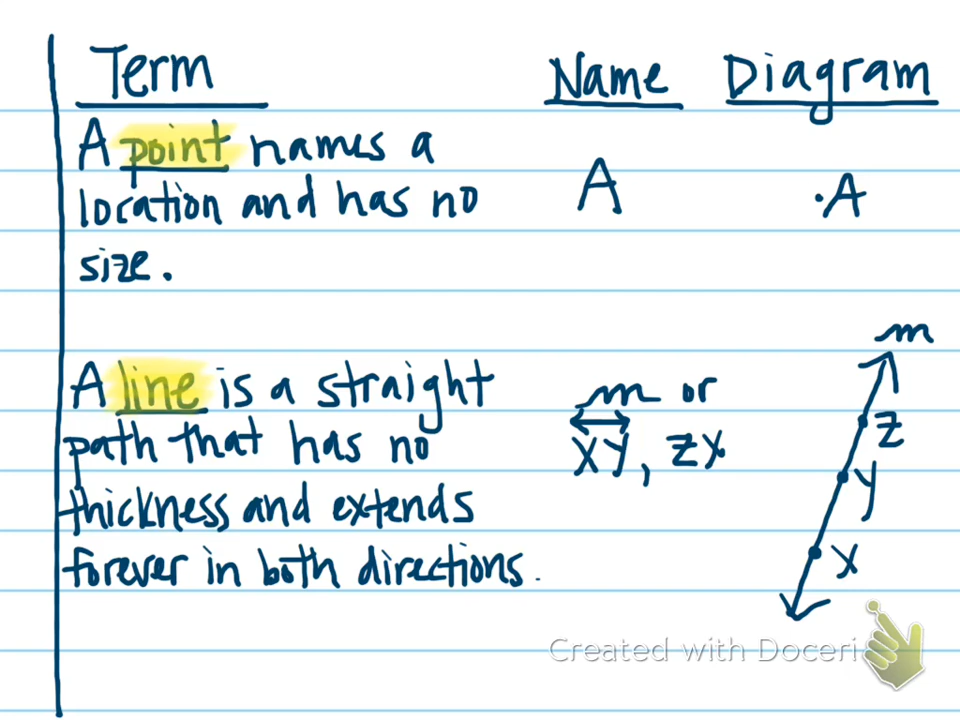 Term Name Diagram
A point names a
location and has no
size.
A
.A
A line is a straight
path that has no
thickness and extends
forever in both directions.
m or
XY, ZX
m
Z
Y
X
Created with Doceri